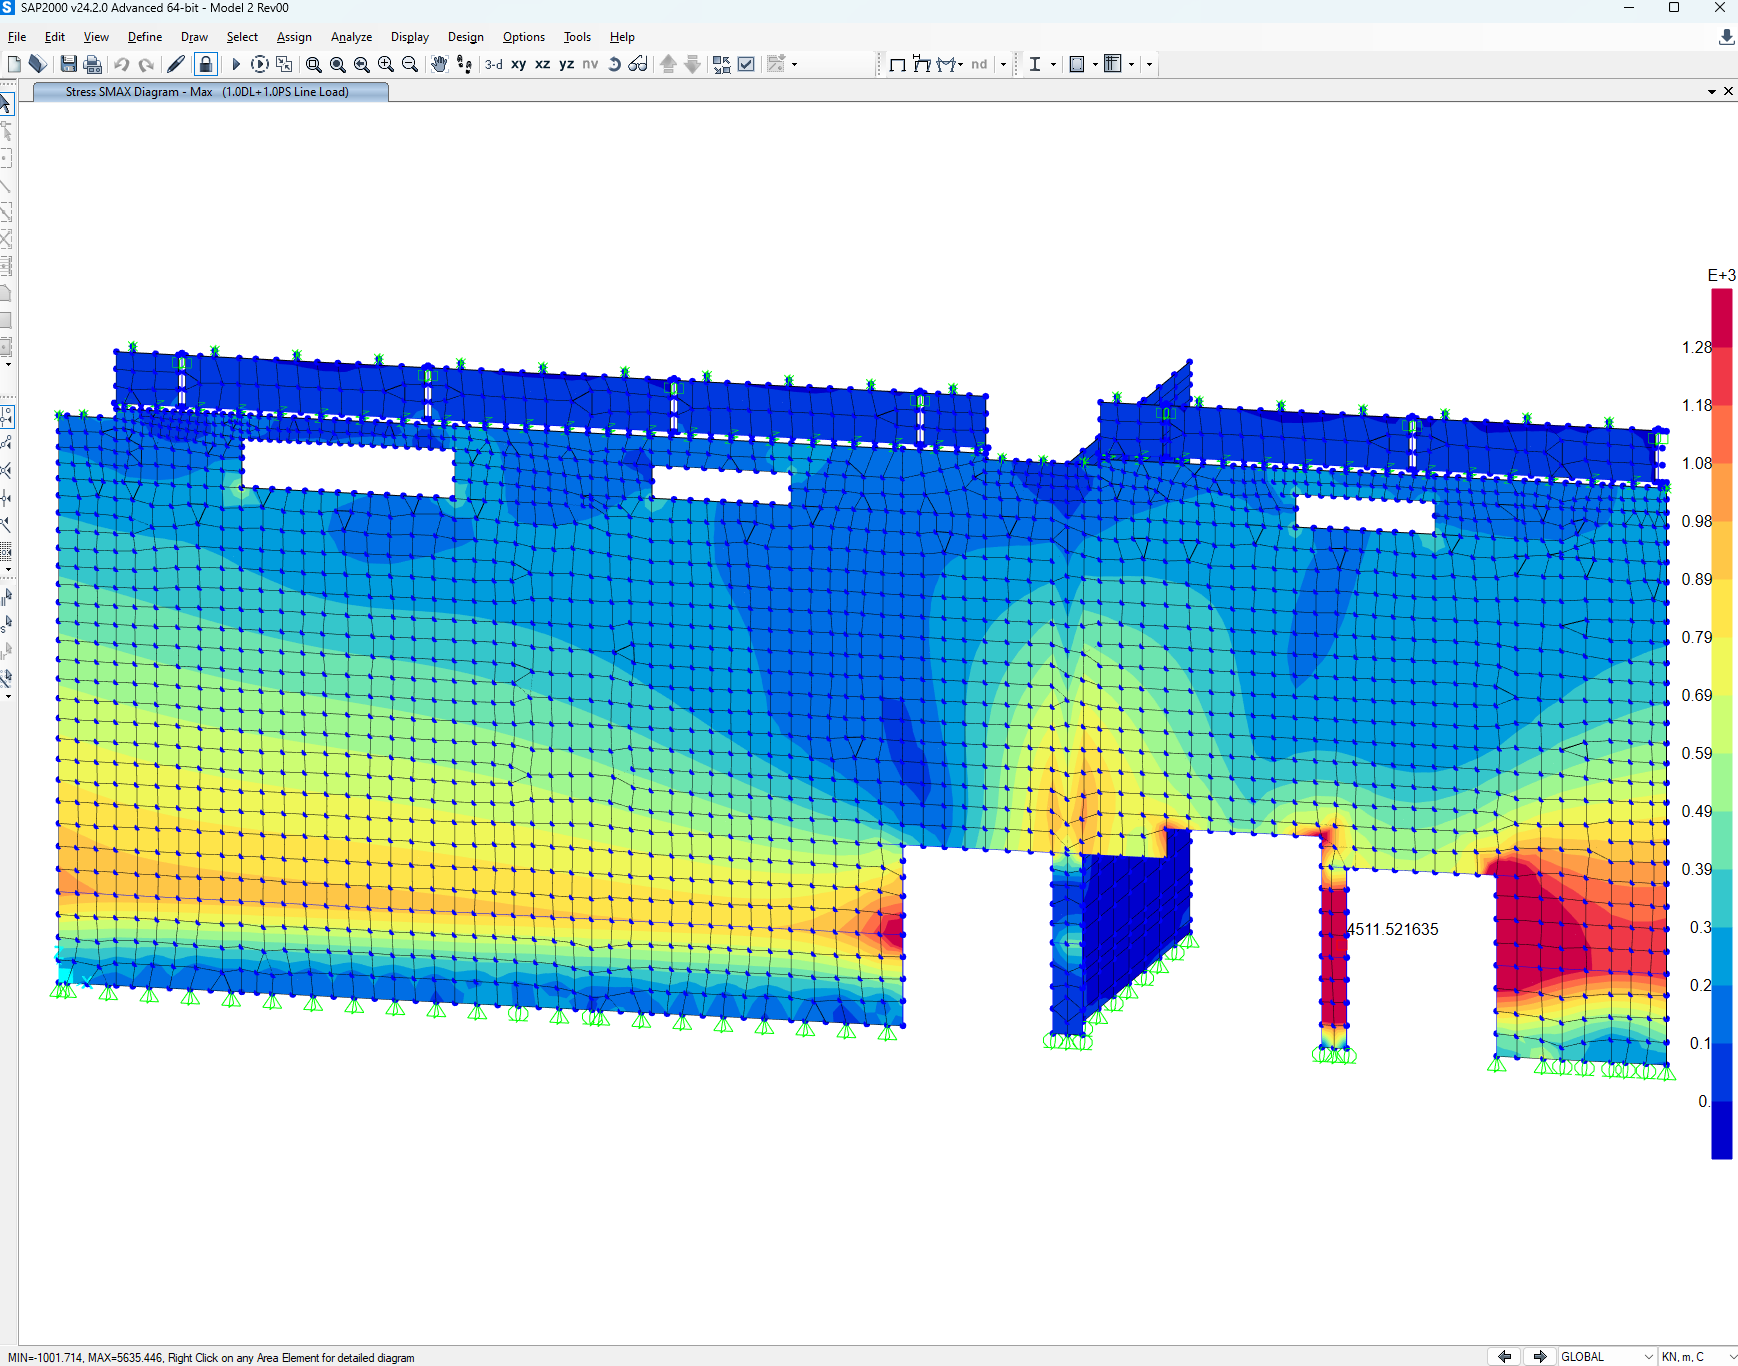 SAP2000 v24.2.0 Advanced 64-bit - Model 2 Rev00
File Edit View Define Draw Select Assign Analyze Display Design Options Tools Help
3-d xy xz yz nv nd
Stress SMAX Diagram - Max (1.0DL+1.0PS Line Load)
E+3
1.28
1.18
1.08
0.98
0.89
0.79
0.69
0.59
0.49
0.39
0.3
0.2
0.1
0.
4511.521635
X
MIN=-1001.714, MAX=5635.446, Right Click on any Area Element for detailed diagram
GLOBAL
KN, m, C